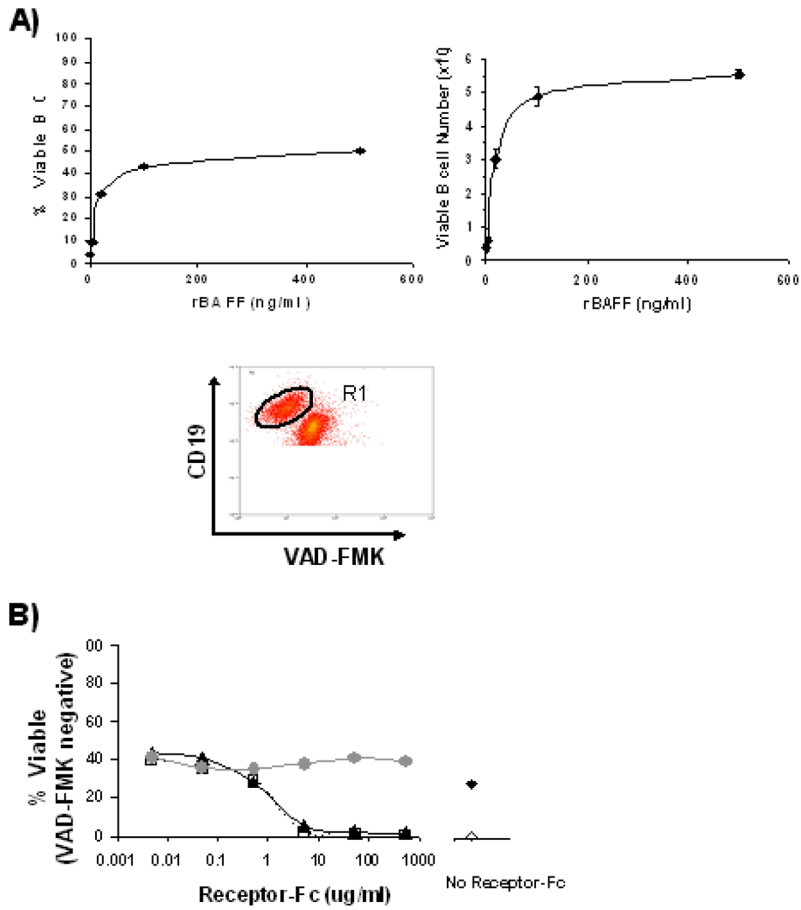 A)
100
90
80
70
60
50
40
30
20
10
0
% Viable B C
0 200 400 600
rBAFF (ng/ml)
6
5
4
3
2
1
0
Viable B cell Number (x10
0 200 400 600
rBAFF (ng/ml)
R1
CD19
VAD-FMK
B)
00
80
60
40
20
0
% Viable
(VAD-FMK negative)
0.001 0.01 0.1 1 10 100 1000
Receptor-Fc (ug/ml)
No Receptor-Fc